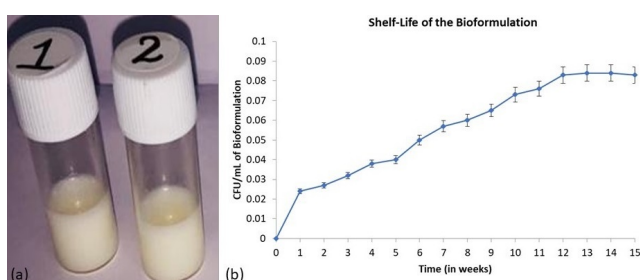 1
2
(a)
(b)
Shelf-Life of the Bioformulation
CFU/mL of Bioformulation
0.1
0.09
0.08
0.07
0.06
0.05
0.04
0.03
0.02
0.01
0
0 1 2 3 4 5 6 7 8 9 10 11 12 13 14 15
Time (in weeks)